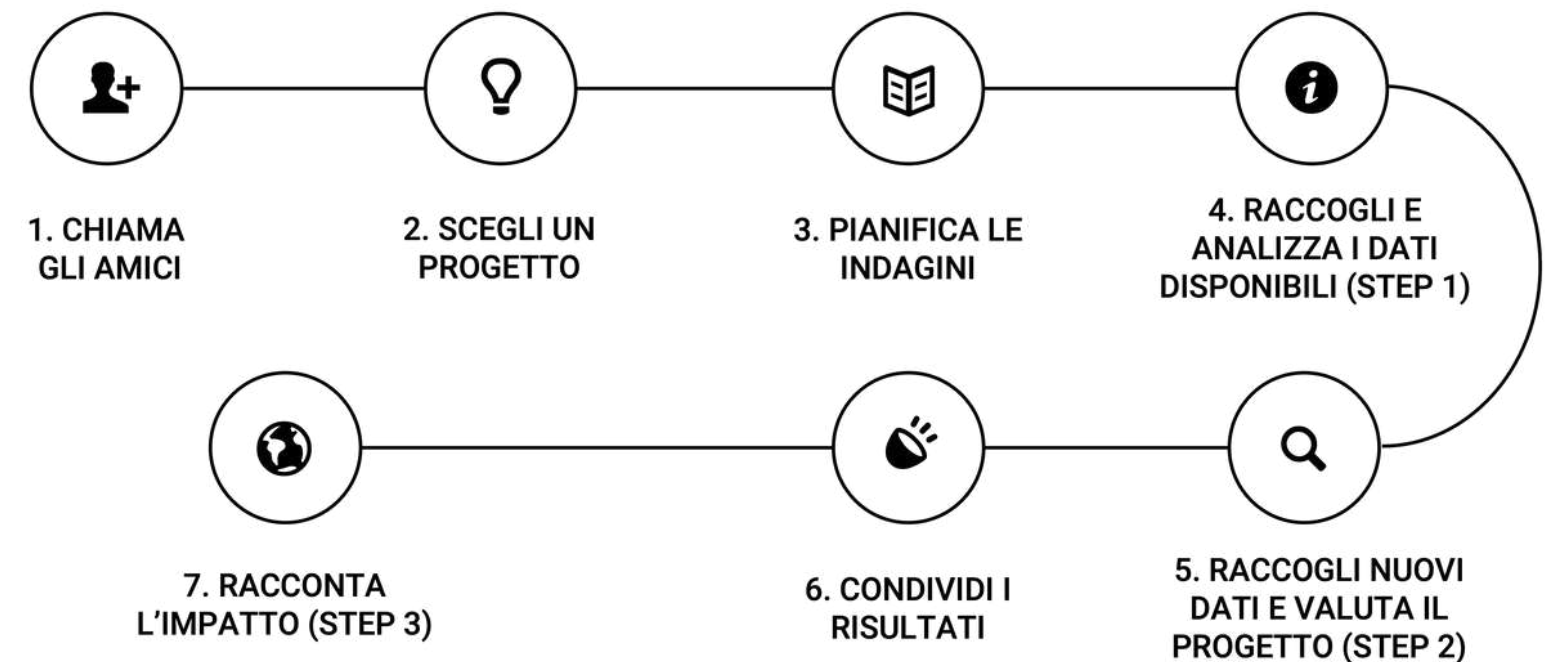 1. CHIAMA
GLI AMICI
2. SCEGLI UN
PROGETTO
3. PIANIFICA LE
INDAGINI
4. RACCOGLI E
ANALIZZA I DATI
DISPONIBILI (STEP 1)
5. RACCOGLI NUOVI
DATI E VALUTA IL
PROGETTO (STEP 2)
6. CONDIVIDI I
RISULTATI
7. RACCONTA
L'IMPATTO (STEP 3)